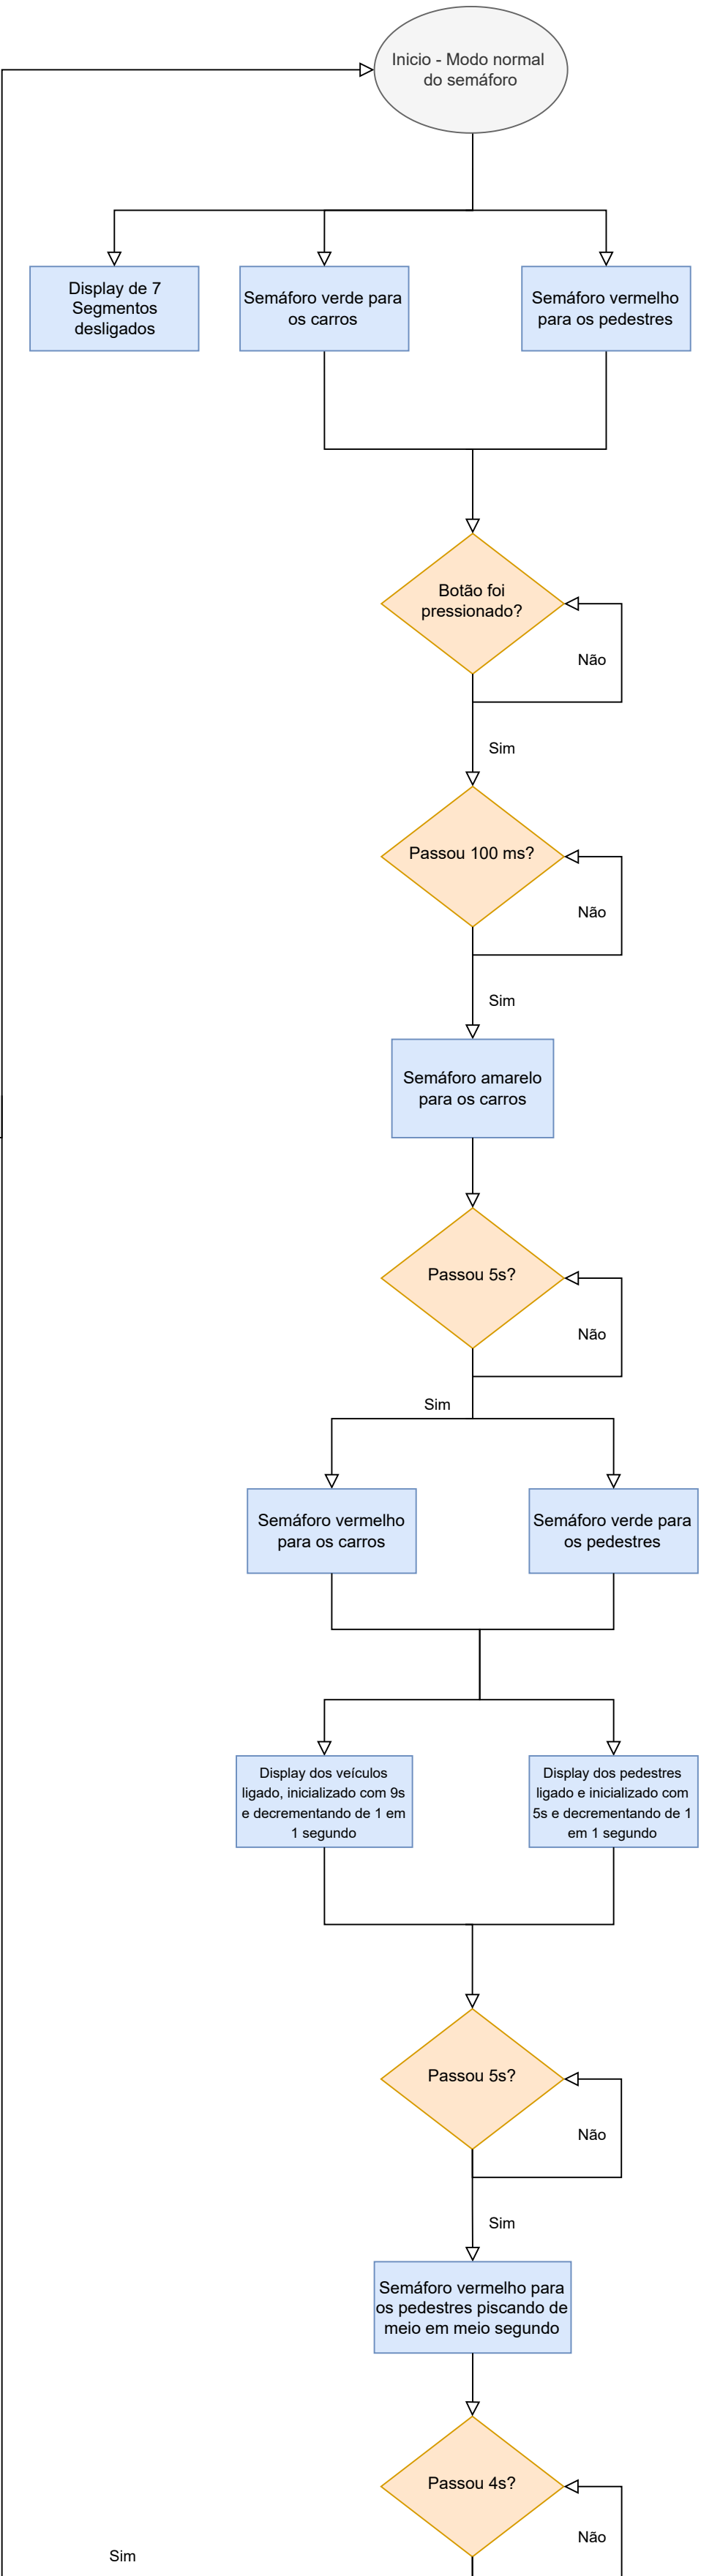 Inicio - Modo normal
do semáforo
Display de 7
Segmentos
desligados
Semáforo verde para
os carros
Semáforo vermelho
para os pedestres
Botão foi
pressionado?
Não
Sim
Passou 100 ms?
Não
Sim
Semáforo amarelo
para os carros
Passou 5s?
Não
Sim
Semáforo vermelho
para os carros
Semáforo verde para
os pedestres
Display dos veículos
ligado, inicializado com 9s
e decrementando de 1 em
1 segundo
Display dos pedestres
ligado e inicializado com
5s e decrementando de 1
em 1 segundo
Passou 5s?
Não
Sim
Semáforo vermelho para
os pedestres piscando de
meio em meio segundo
Passou 4s?
Não
Sim